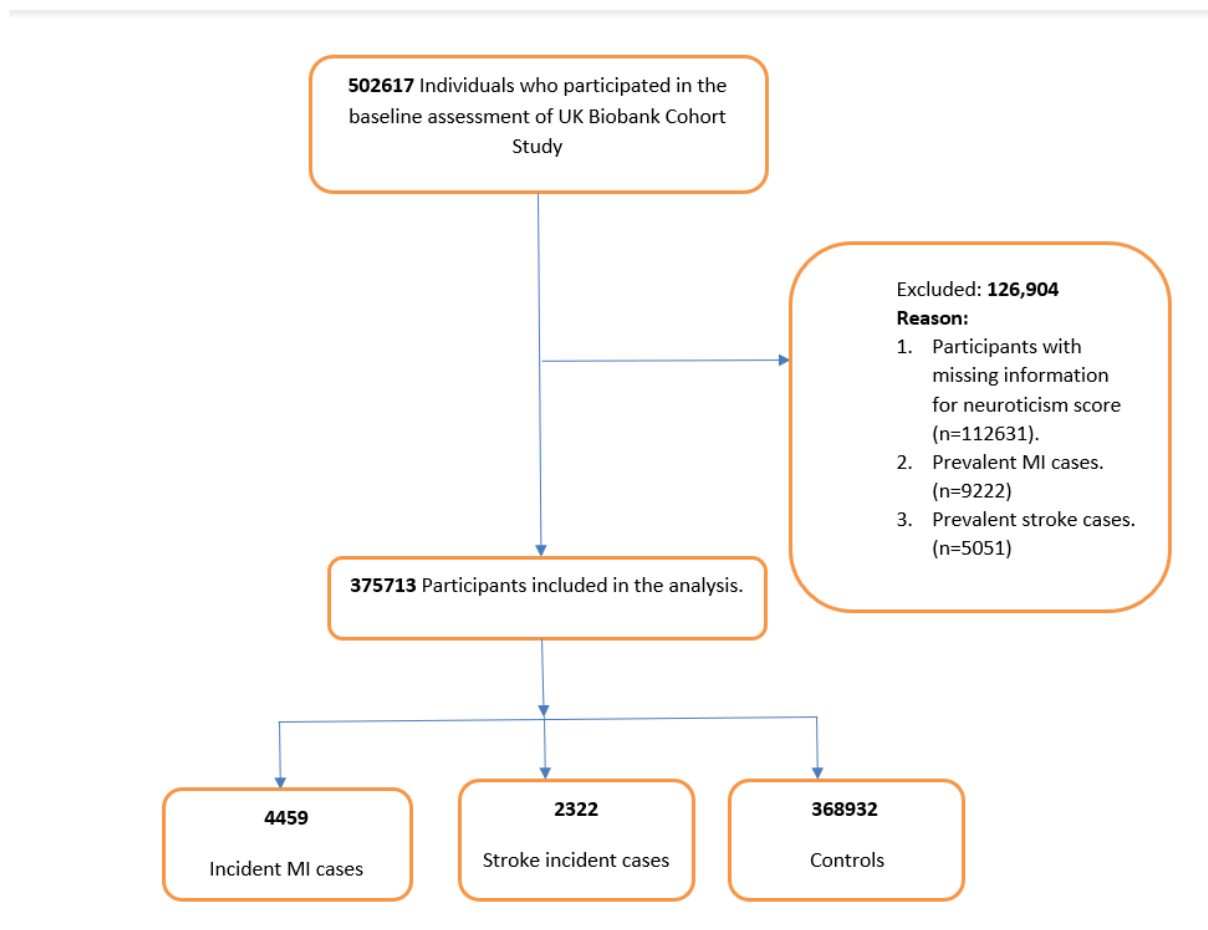 502617 Individuals who participated in the
baseline assessment of UK Biobank Cohort
Study
Excluded: 126,904
Reason:
1. Participants with
missing information
for neuroticism score
(n=112631).
2. Prevalent MI cases.
(n=9222)
3. Prevalent stroke cases.
(n=5051)
375713 Participants included in the analysis.
4459
Incident MI cases
2322
Stroke incident cases
368932
Controls